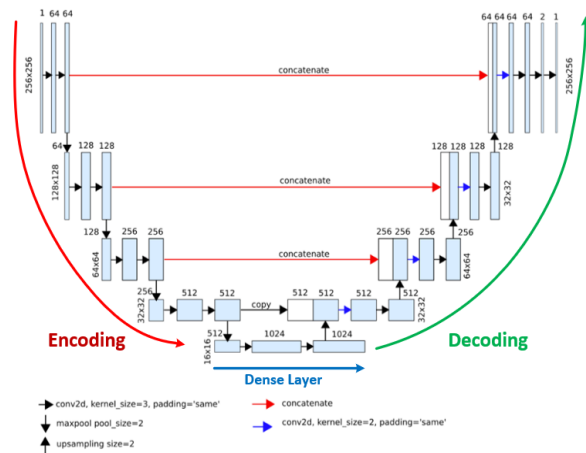 1 64 64
64 64 64 64 2 1
256x256
concatenate
256x256
64 128 128
128 128 128 128
128x128
concatenate
32x32
128 256 256
256 256 256 256
64x64
concatenate
64x64
256 512 512
copy
512 512 512 512
32x32
32x32
512 1024 1024
16x16
Encoding
Decoding
Dense Layer
conv2d, kernel_size=3, padding='same'
concatenate
maxpool pool_size=2
conv2d, kernel_size=2, padding='same'
upsampling size=2